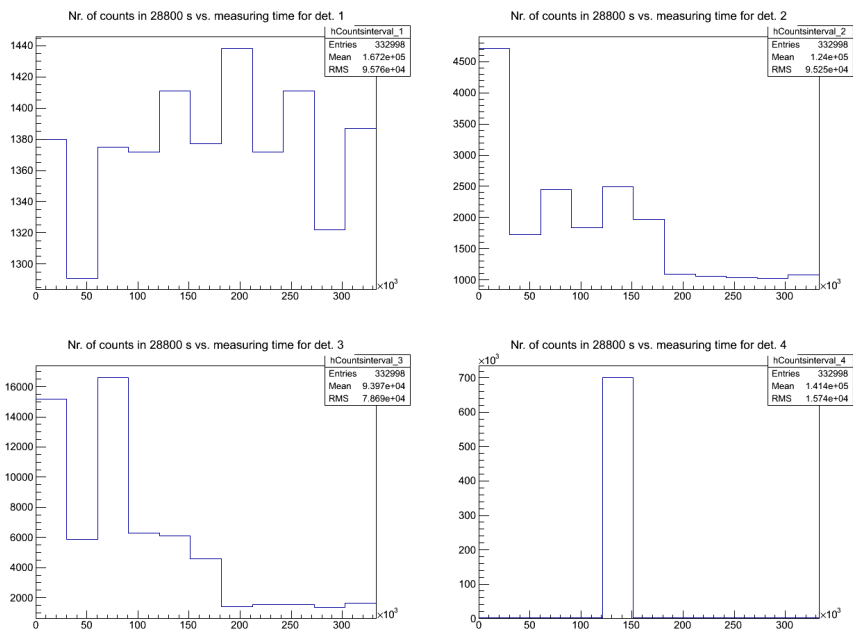 Nr. of counts in 28800 s vs. measuring time for det. 1
hCountsinterval_1
Entries 332998
Mean 1.672e+05
RMS 9.576e+04
1440
1420
1400
1380
1360
1340
1320
1300
0 50 100 150 200 250 300
×10³
Nr. of counts in 28800 s vs. measuring time for det. 2
hCountsinterval_2
Entries 332998
Mean 1.24e+05
RMS 9.525e+04
4500
4000
3500
3000
2500
2000
1500
1000
0 50 100 150 200 250 300
×10³
Nr. of counts in 28800 s vs. measuring time for det. 3
hCountsinterval_3
Entries 332998
Mean 9.397e+04
RMS 7.869e+04
16000
14000
12000
10000
8000
6000
4000
2000
0 50 100 150 200 250 300
×10³
Nr. of counts in 28800 s vs. measuring time for det. 4
×10³
hCountsinterval_4
Entries 332998
Mean 1.414e+05
RMS 1.574e+04
700
600
500
400
300
200
100
0
0 50 100 150 200 250 300
×10³